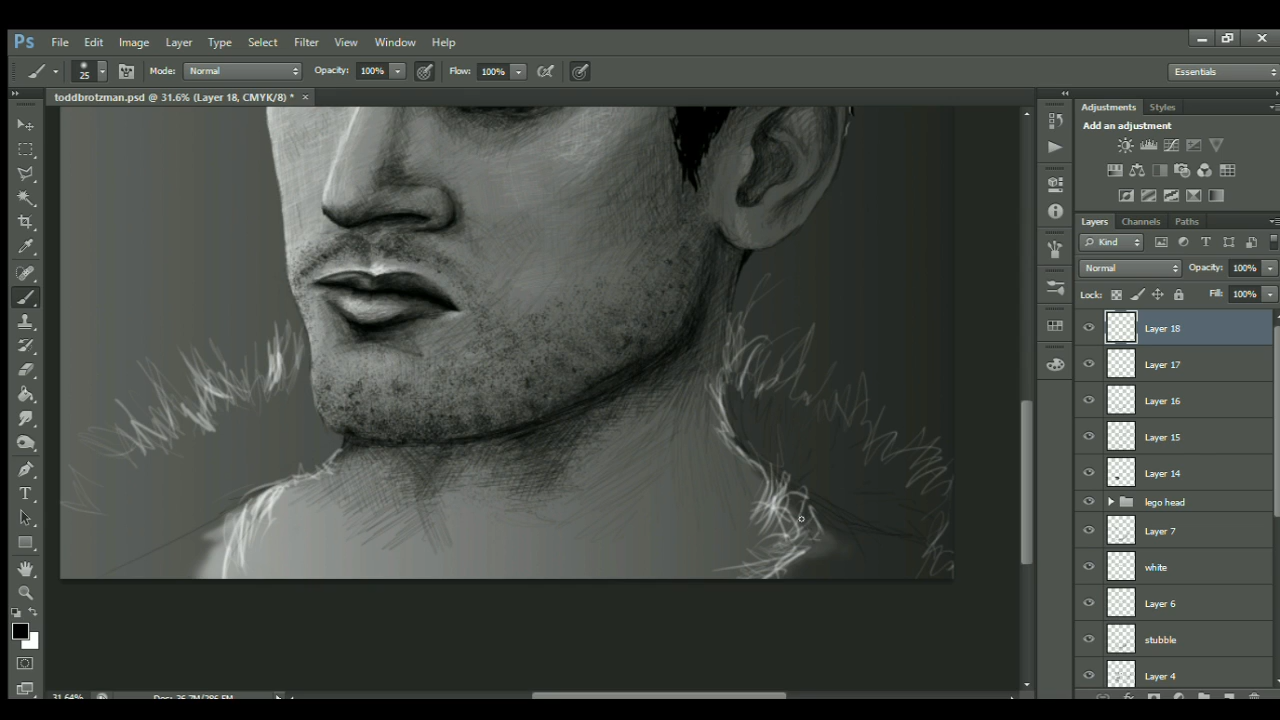 Ps File Edit Image Layer Type Select Filter View Window Help
25 Mode: Normal Opacity: 100% Flow: 100% Essentials
toddbrotzman.psd @ 31.6% (Layer 18, CMYK/8) * ×
Adjustments Styles
Add an adjustment
Layers Channels Paths
Kind
Normal Opacity: 100%
Lock: Fill: 100%
Layer 18
Layer 17
Layer 16
Layer 15
Layer 14
lego head
Layer 7
white
Layer 6
stubble
Layer 4
31.64%